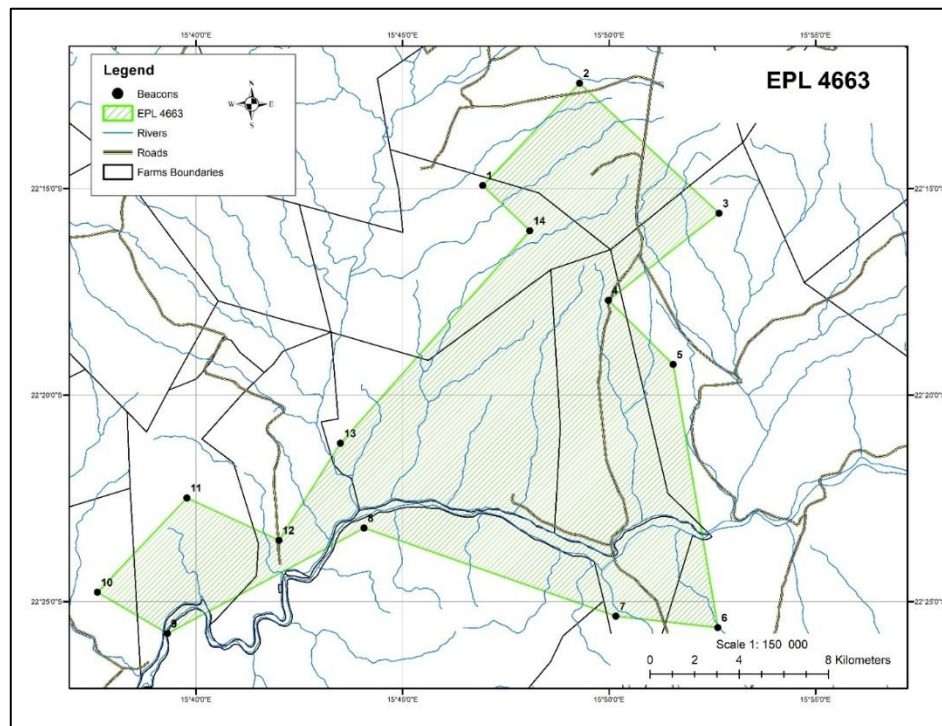 15°40'0"E 15°45'0"E 15°50'0"E 15°55'0"E
Legend
Beacons
EPL 4663
Rivers
Roads
Farms Boundaries
N
W E
S
EPL 4663
2
1
22°15'0"S 22°15'0"S
3
14
4
5
22°20'0"S 22°20'0"S
13
11
8
12
10
22°25'0"S 22°25'0"S
7
6
9
Scale 1: 150 000
0 2 4 8 Kilometers
15°40'0"E 15°45'0"E 15°50'0"E 15°55'0"E